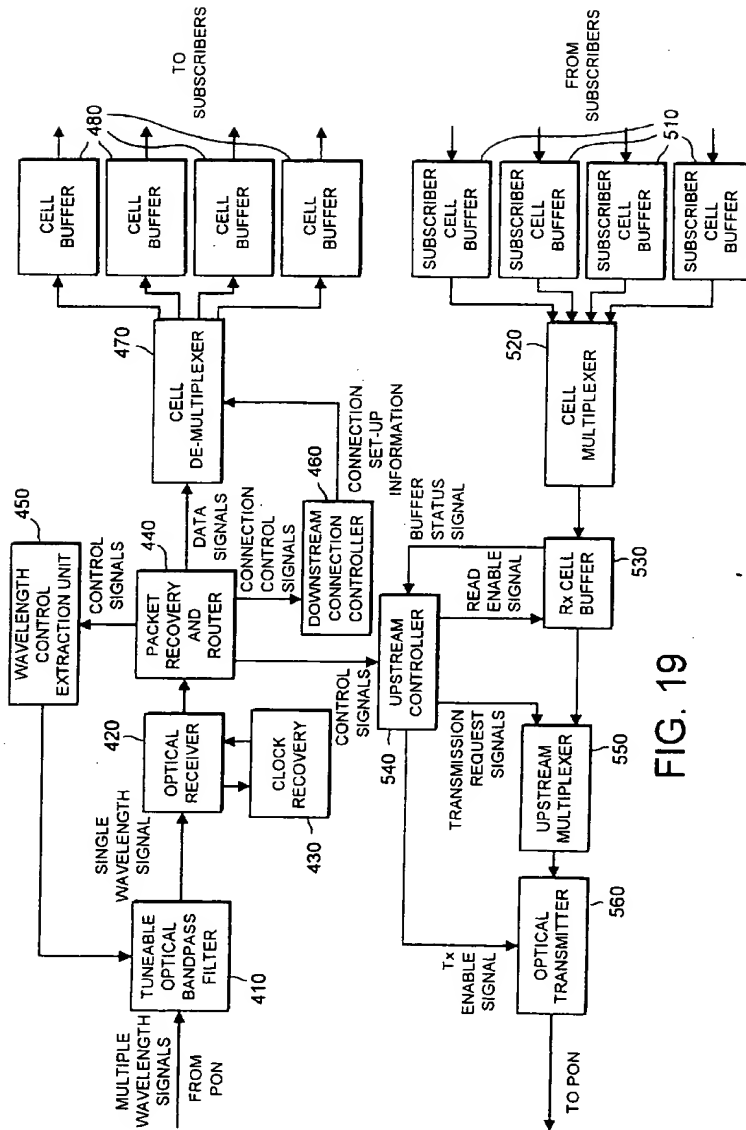 MULTIPLE
WAVELENGTH
SIGNALS
FROM PON
TUNEABLE
OPTICAL
BANDPASS
FILTER
410
SINGLE
WAVELENGTH
SIGNAL
OPTICAL
RECEIVER
420
CLOCK
RECOVERY
430
WAVELENGTH
CONTROL
EXTRACTION UNIT
450
CONTROL
SIGNALS
PACKET
RECOVERY
AND
ROUTER
440
DATA
SIGNALS
CONNECTION
CONTROL
SIGNALS
DOWNSTREAM
CONNECTION
CONTROLLER
460
CONNECTION
SET-UP
INFORMATION
CELL
DE-MULTIPLEXER
470
CELL
BUFFER
CELL
BUFFER
CELL
BUFFER
CELL
BUFFER
480
TO
SUBSCRIBERS
CONTROL
SIGNALS
UPSTREAM
CONTROLLER
540
BUFFER
STATUS
SIGNAL
READ
ENABLE
SIGNAL
TRANSMISSION
REQUEST
SIGNALS
Tx
ENABLE
SIGNAL
TO PON
OPTICAL
TRANSMITTER
560
UPSTREAM
MULTIPLEXER
550
Rx CELL
BUFFER
530
CELL
MULTIPLEXER
520
SUBSCRIBER
CELL
BUFFER
SUBSCRIBER
CELL
BUFFER
SUBSCRIBER
CELL
BUFFER
SUBSCRIBER
CELL
BUFFER
510
FROM
SUBSCRIBERS
FIG. 19